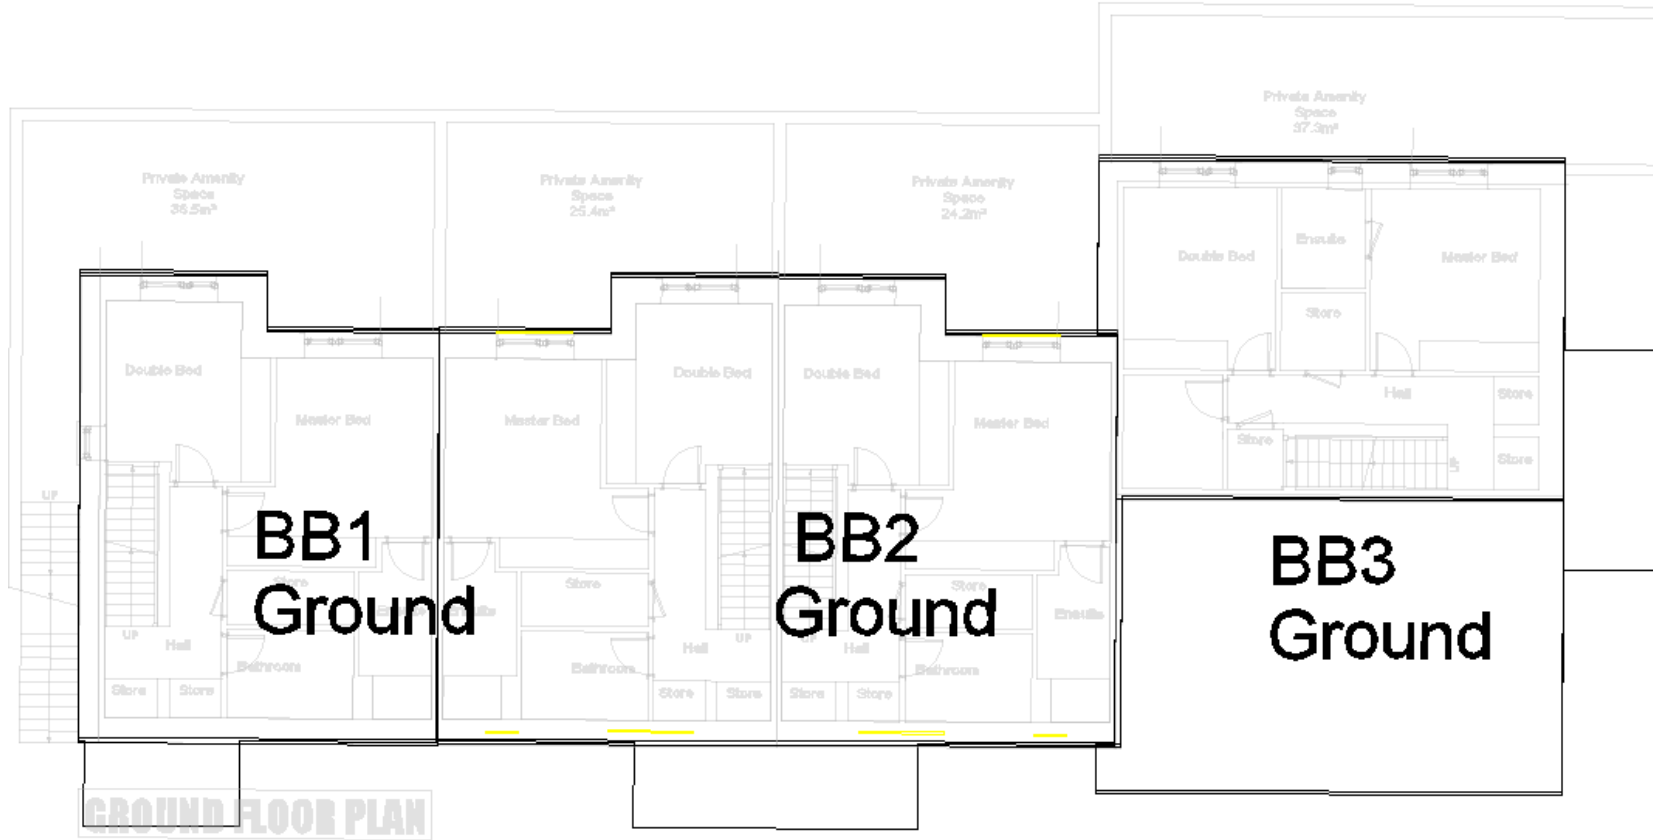 Private Amenity
Space
37.3m²
Private Amenity
Space
36.5m²
Private Amenity
Space
25.4m²
Private Amenity
Space
24.2m²
Double Bed
Ensuite
Master Bed
Store
Double Bed
Master Bed
Master Bed
Double Bed
Double Bed
Master Bed
Hall
Store
Store
Store
UP
UP
BB1
Ground
BB2
Ground
BB3
Ground
Store
Store
Store
Ensuite
UP
Hall
Bathroom
Bathroom
Hall
UP
Hall
Bathroom
Store
Store
Store
Store
Store
Store
GROUND FLOOR PLAN